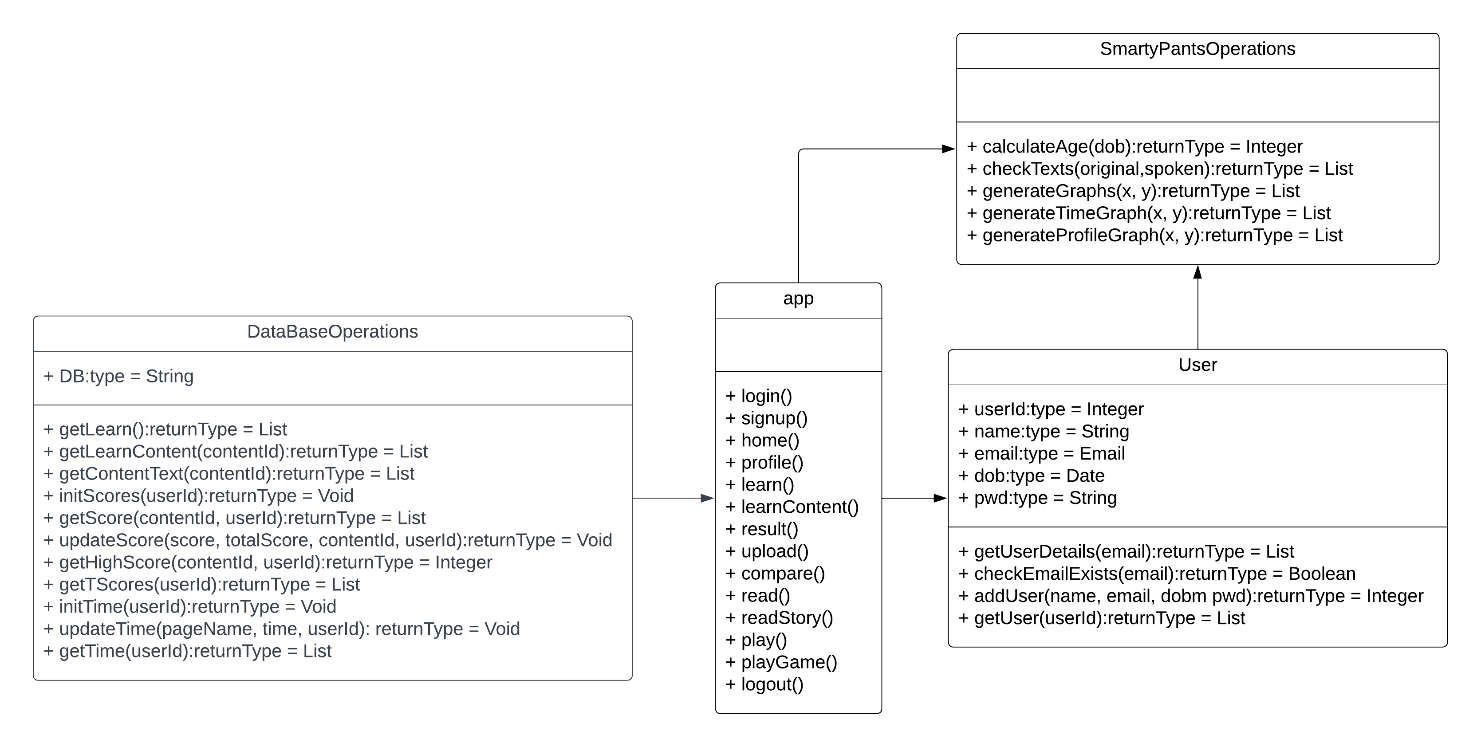 SmartyPantsOperations
+ calculateAge(dob):returnType = Integer
+ checkTexts(original,spoken):returnType = List
+ generateGraphs(x, y):returnType = List
+ generateTimeGraph(x, y):returnType = List
+ generateProfileGraph(x, y):returnType = List
DataBaseOperations
+ DB:type = String
+ getLearn():returnType = List
+ getLearnContent(contentId):returnType = List
+ getContentText(contentId):returnType = List
+ initScores(userId):returnType = Void
+ getScore(contentId, userId):returnType = List
+ updateScore(score, totalScore, contentId, userId):returnType = Void
+ getHighScore(contentId, userId):returnType = Integer
+ getTScores(userId):returnType = List
+ initTime(userId):returnType = Void
+ updateTime(pageName, time, userId): returnType = Void
+ getTime(userId):returnType = List
app
+ login()
+ signup()
+ home()
+ profile()
+ learn()
+ learnContent()
+ result()
+ upload()
+ compare()
+ read()
+ readStory()
+ play()
+ playGame()
+ logout()
User
+ userId:type = Integer
+ name:type = String
+ email:type = Email
+ dob:type = Date
+ pwd:type = String
+ getUserDetails(email):returnType = List
+ checkEmailExists(email):returnType = Boolean
+ addUser(name, email, dobm pwd):returnType = Integer
+ getUser(userId):returnType = List